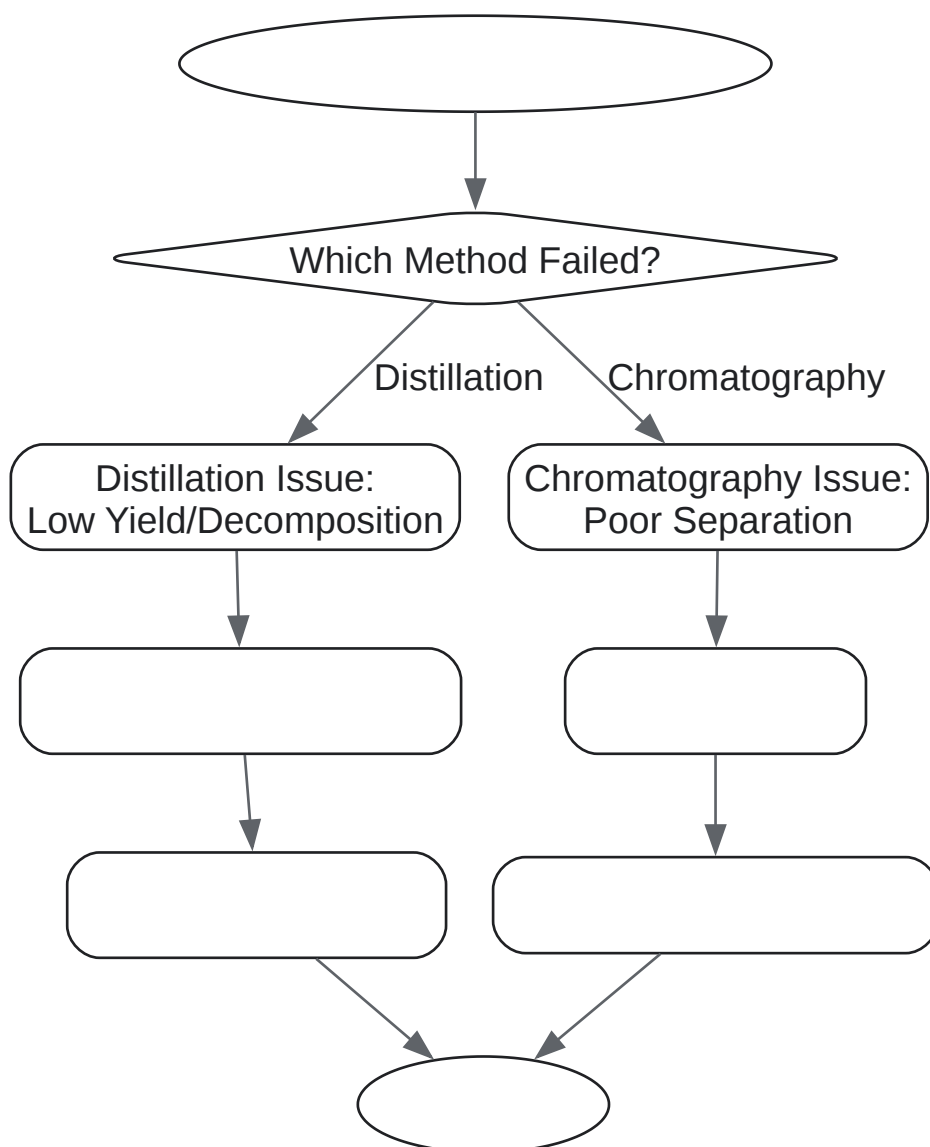 Which Method Failed?
Distillation
Chromatography
Distillation Issue:
Low Yield/Decomposition
Chromatography Issue:
Poor Separation